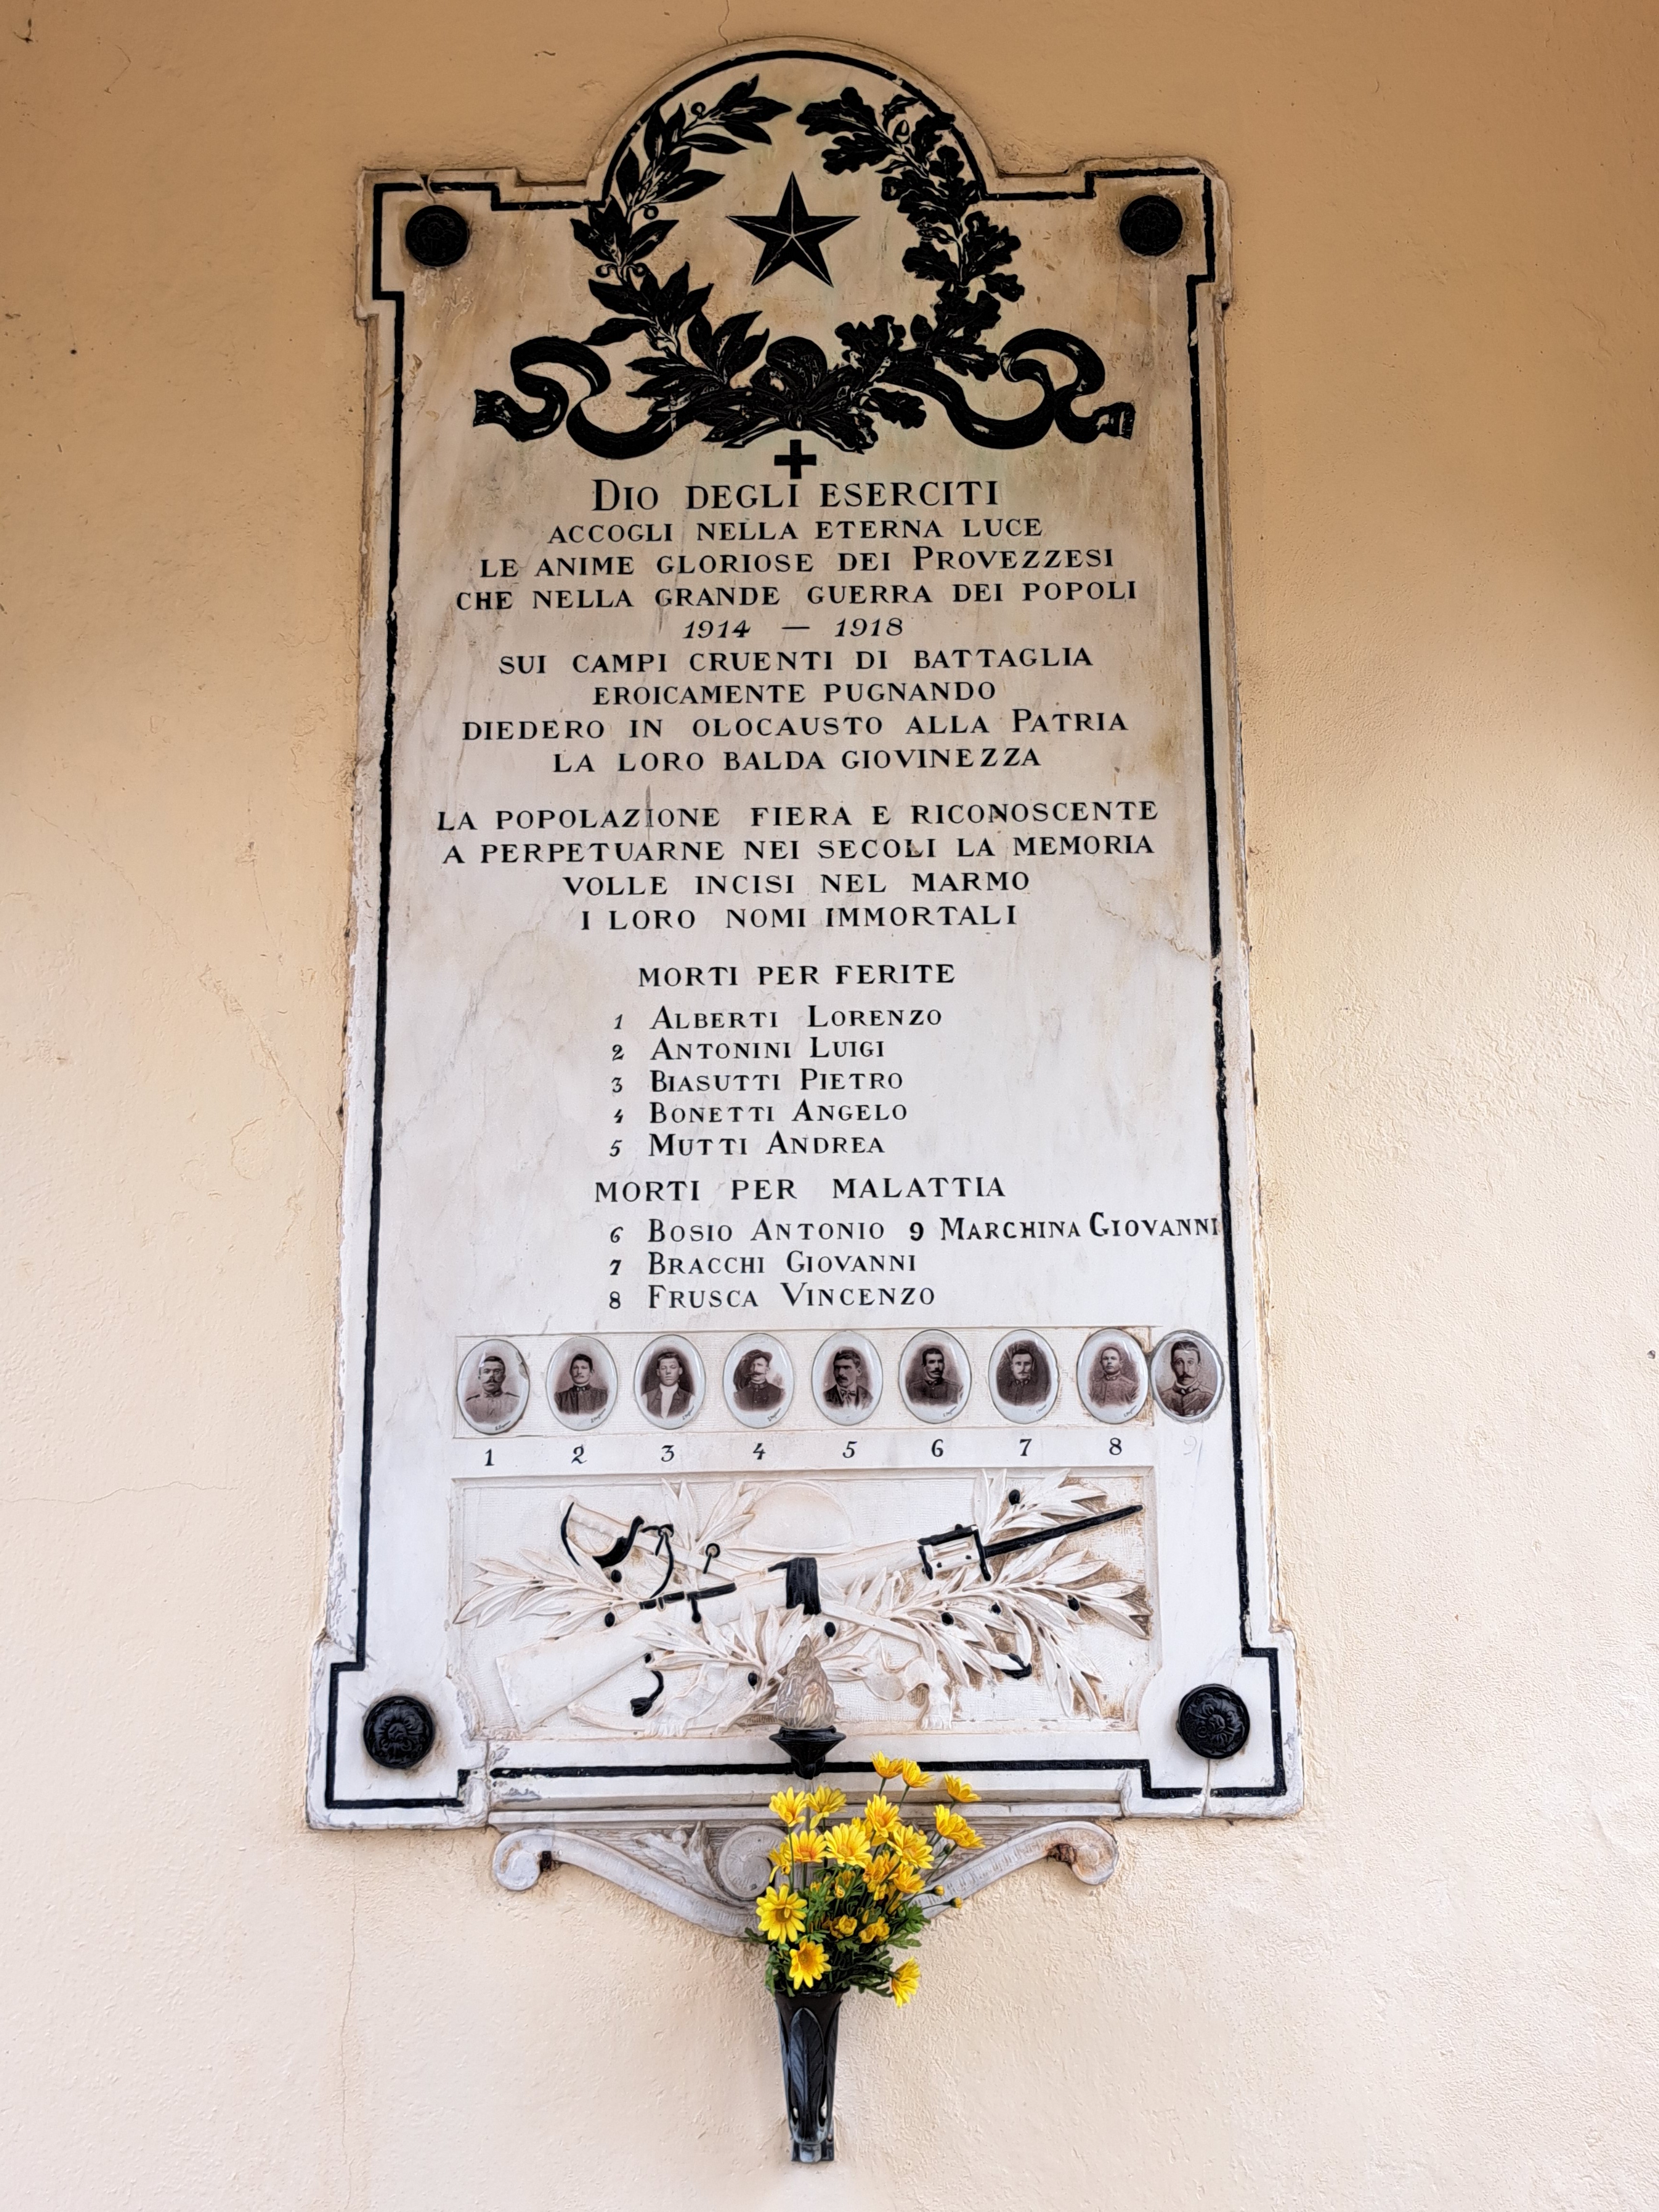 DIO DEGLI ESERCITI
ACCOGLI NELLA ETERNA LUCE
LE ANIME GLORIOSE DEI PROVEZZESI
CHE NELLA GRANDE GUERRA DEI POPOLI
1914 — 1918
SUI CAMPI CRUENTI DI BATTAGLIA
EROICAMENTE PUGNANDO
DIEDERO IN OLOCAUSTO ALLA PATRIA
LA LORO BALDA GIOVINEZZA
LA POPOLAZIONE FIERA E RICONOSCENTE
A PERPETUARNE NEI SECOLI LA MEMORIA
VOLLE INCISI NEL MARMO
I LORO NOMI IMMORTALI
MORTI PER FERITE
1 ALBERTI LORENZO
2 ANTONINI LUIGI
3 BIASUTTI PIETRO
4 BONETTI ANGELO
5 MUTTI ANDREA
MORTI PER MALATTIA
6 BOSIO ANTONIO 9 MARCHINA GIOVANNI
7 BRACCHI GIOVANNI
8 FRUSCA VINCENZO
1 2 3 4 5 6 7 8 9